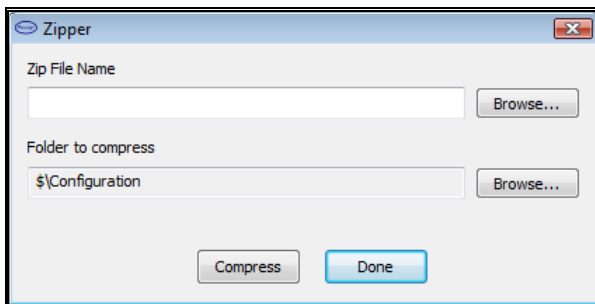 Zipper
Zip File Name
Browse...
Folder to compress
$\Configuration
Browse...
Compress Done